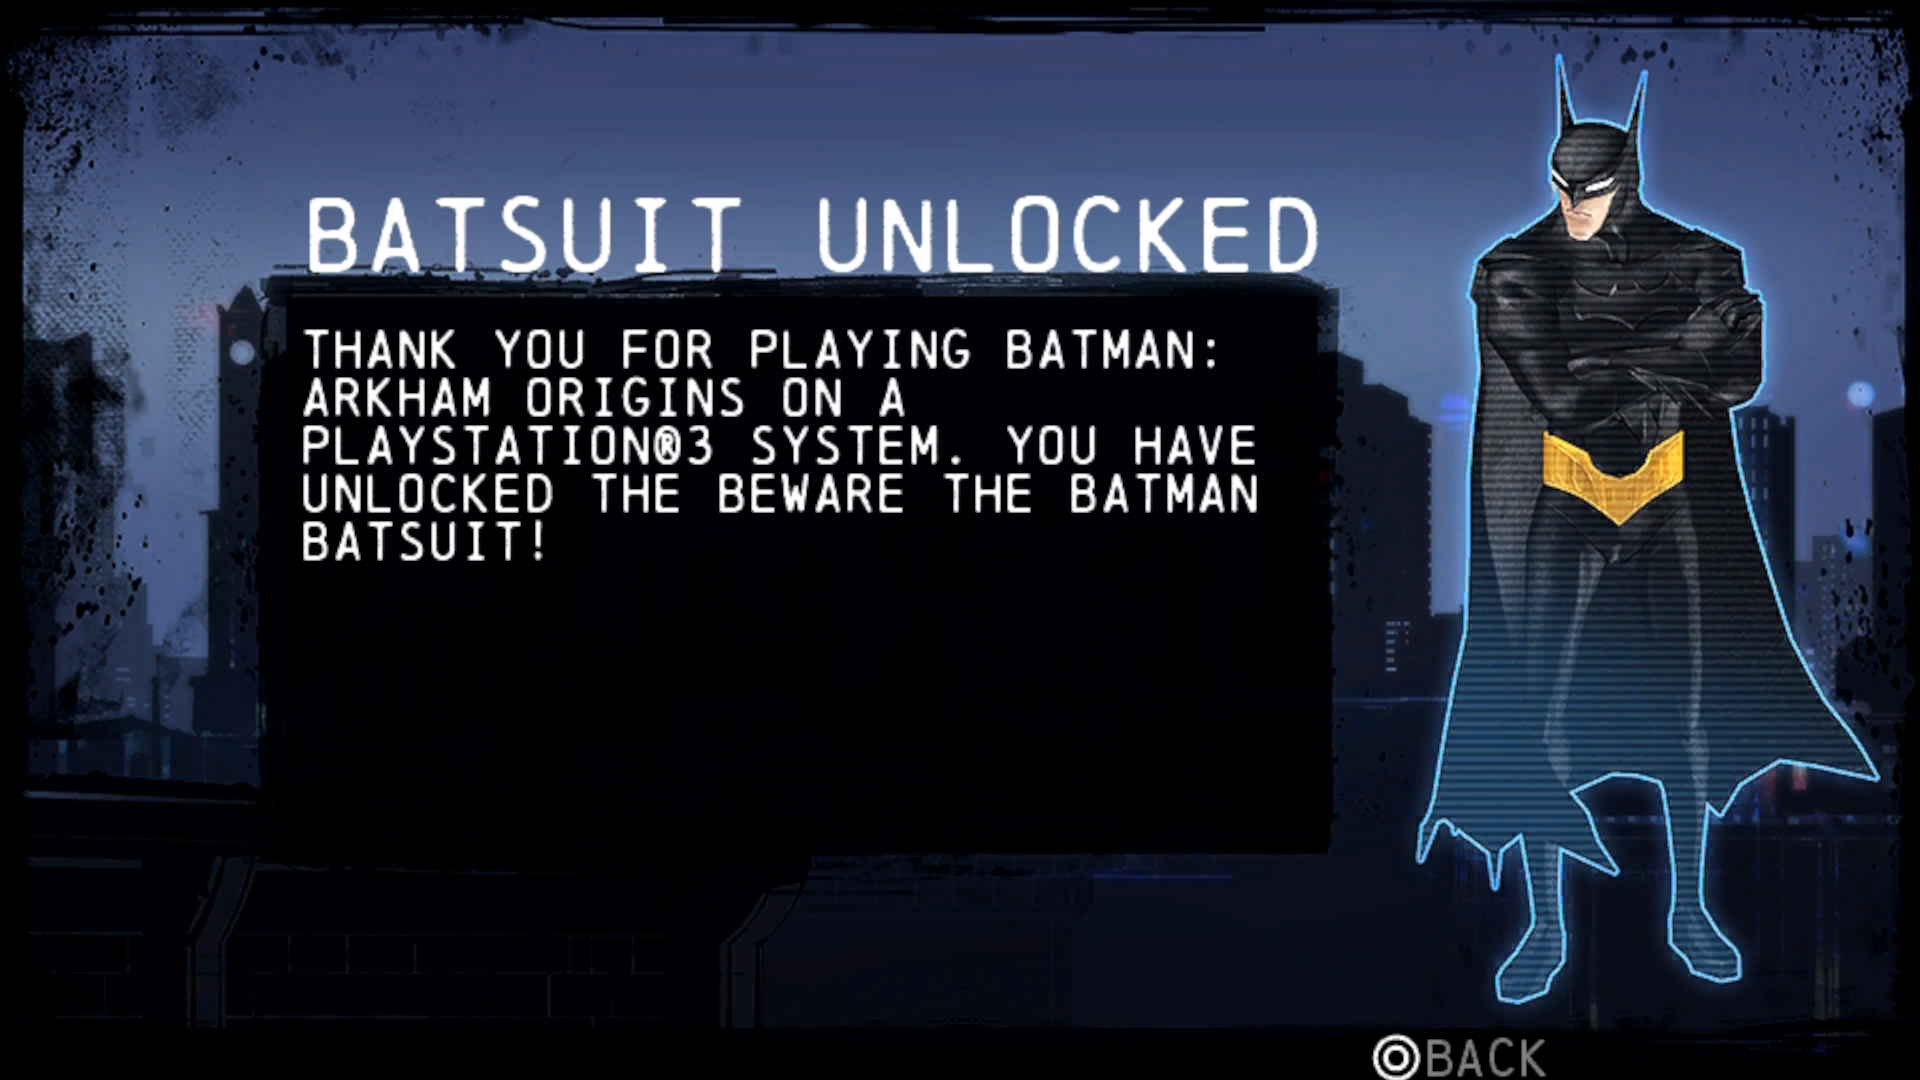 BATSUIT UNLOCKED
THANK YOU FOR PLAYING BATMAN:
ARKHAM ORIGINS ON A
PLAYSTATION®3 SYSTEM. YOU HAVE
UNLOCKED THE BEWARE THE BATMAN
BATSUIT!
BACK